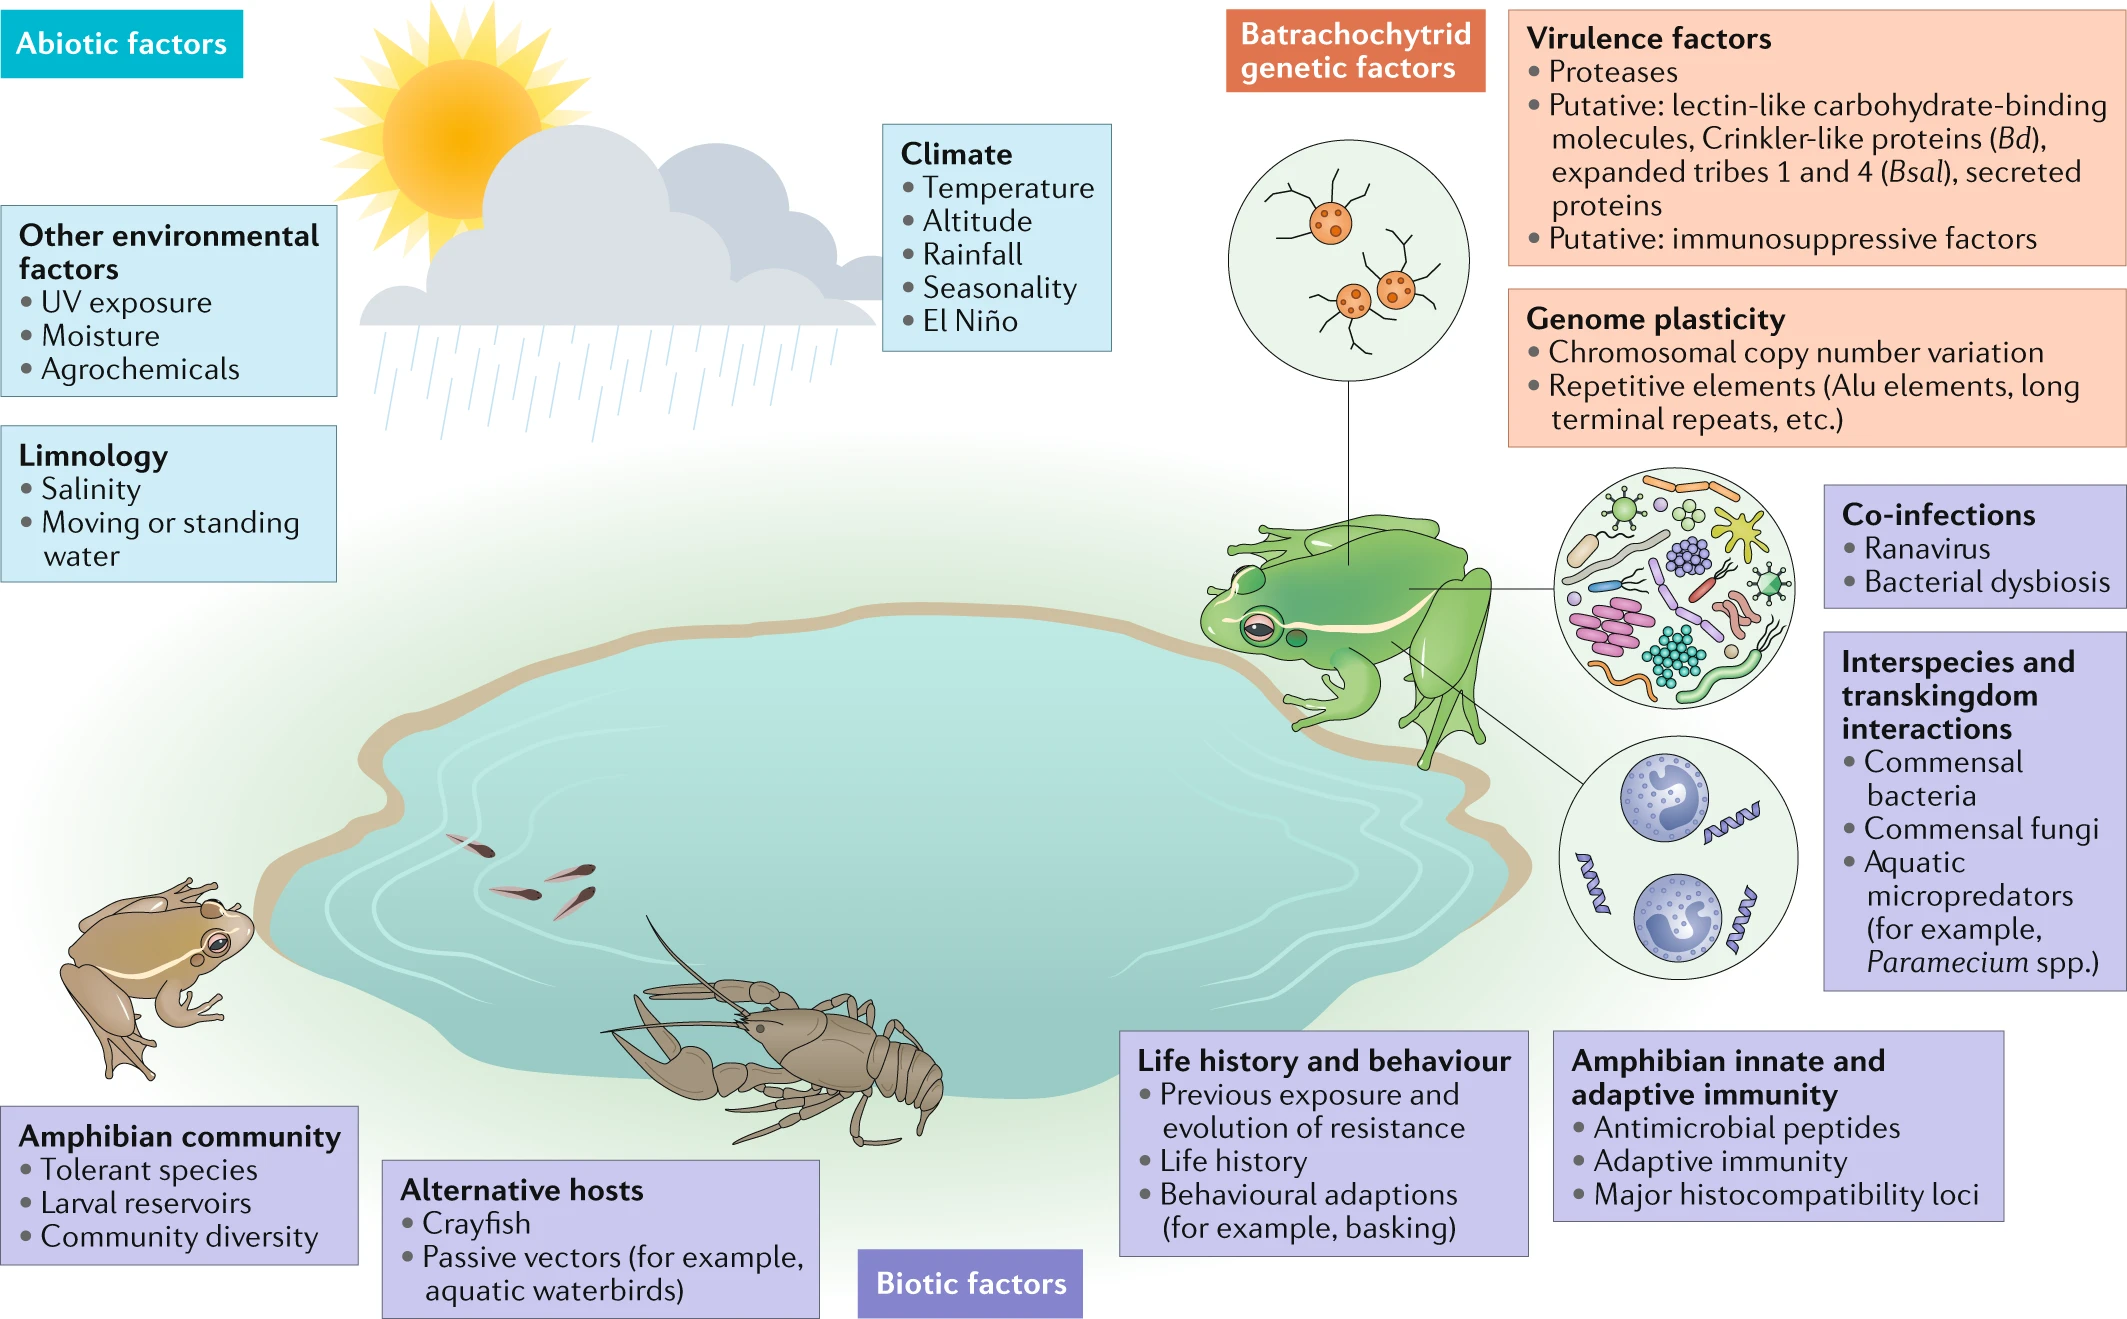 Abiotic factors
Other environmental
factors
• UV exposure
• Moisture
• Agrochemicals
Limnology
• Salinity
• Moving or standing
water
Climate
• Temperature
• Altitude
• Rainfall
• Seasonality
• El Niño
Batrachochytrid
genetic factors
Virulence factors
• Proteases
• Putative: lectin-like carbohydrate-binding
molecules, Crinkler-like proteins (Bd),
expanded tribes 1 and 4 (Bsal), secreted
proteins
• Putative: immunosuppressive factors
Genome plasticity
• Chromosomal copy number variation
• Repetitive elements (Alu elements, long
terminal repeats, etc.)
Co-infections
• Ranavirus
• Bacterial dysbiosis
Interspecies and
transkingdom
interactions
• Commensal
bacteria
• Commensal fungi
• Aquatic
micropredators
(for example,
Paramecium spp.)
Amphibian community
• Tolerant species
• Larval reservoirs
• Community diversity
Alternative hosts
• Crayfish
• Passive vectors (for example,
aquatic waterbirds)
Biotic factors
Life history and behaviour
• Previous exposure and
evolution of resistance
• Life history
• Behavioural adaptions
(for example, basking)
Amphibian innate and
adaptive immunity
• Antimicrobial peptides
• Adaptive immunity
• Major histocompatibility loci